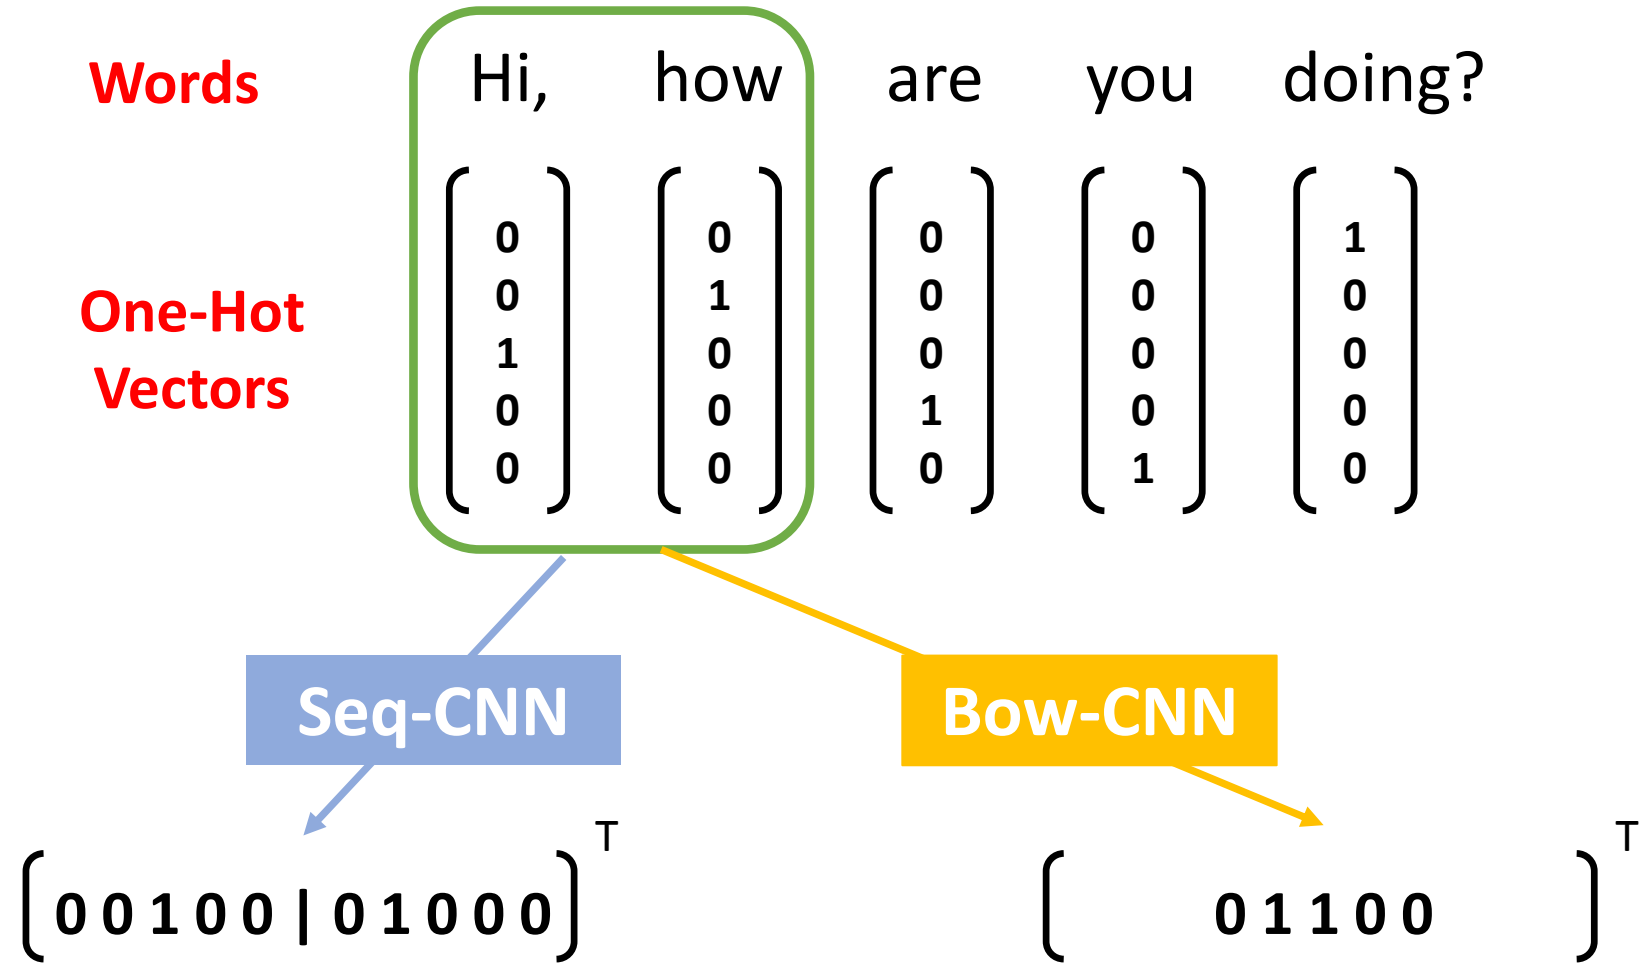 Words Hi, how are you doing?
0 0 0 0 1
0 1 0 0 0
One-Hot 1 0 0 0 0
Vectors 0 0 1 0 0
0 0 0 1 0
Seq-CNN Bow-CNN
T T
0 0 1 0 0 | 0 1 0 0 0 0 1 1 0 0